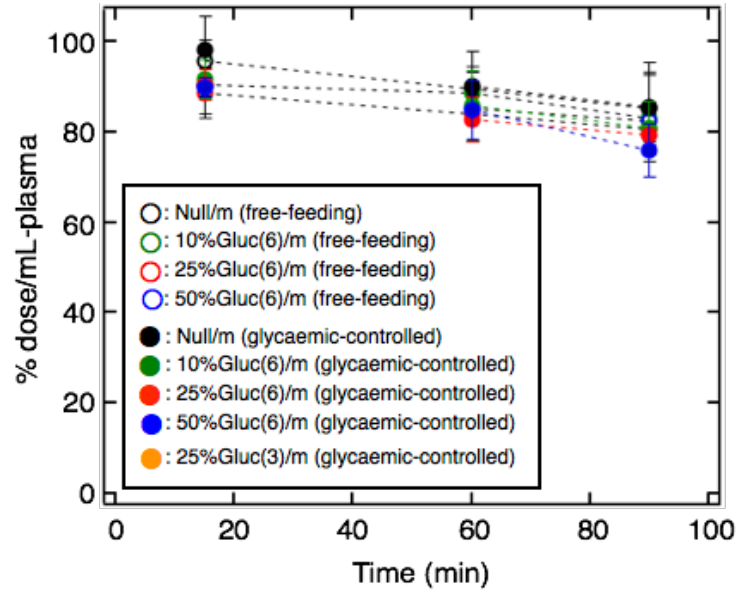 100
80
60
40
20
0
% dose/mL-plasma
: Null/m (free-feeding)
: 10%Gluc(6)/m (free-feeding)
: 25%Gluc(6)/m (free-feeding)
: 50%Gluc(6)/m (free-feeding)
: Null/m (glycaemic-controlled)
: 10%Gluc(6)/m (glycaemic-controlled)
: 25%Gluc(6)/m (glycaemic-controlled)
: 50%Gluc(6)/m (glycaemic-controlled)
: 25%Gluc(3)/m (glycaemic-controlled)
0 20 40 60 80 100
Time (min)